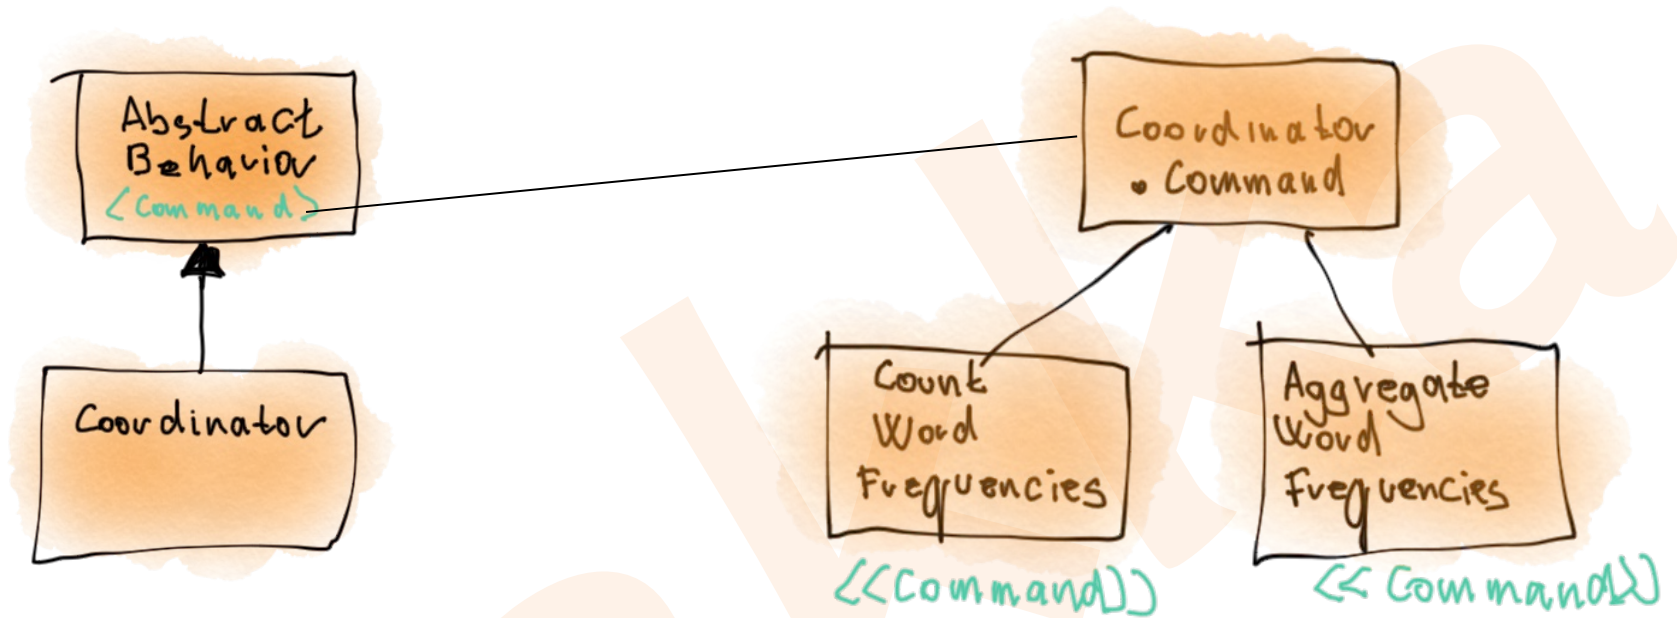 Abstract
Behavior
<Command>
Coordinator
Coordinator
. Command
Count
Word
Frequencies
<<Command>>
Aggregate
Word
Frequencies
<<Command>>